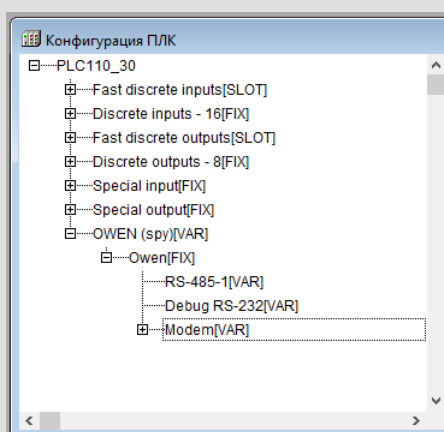 Конфигурация ПЛК
PLC110_30
Fast discrete inputs[SLOT]
Discrete inputs - 16[FIX]
Fast discrete outputs[SLOT]
Discrete outputs - 8[FIX]
Special input[FIX]
Special output[FIX]
OWEN (spy)[VAR]
Owen[FIX]
RS-485-1[VAR]
Debug RS-232[VAR]
Modem[VAR]